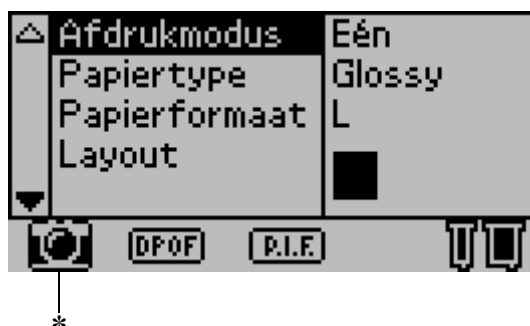 Afdrukmodus Eén
Papiertype Glossy
Papierformaat L
Layout
DPOF P.I.F.
*